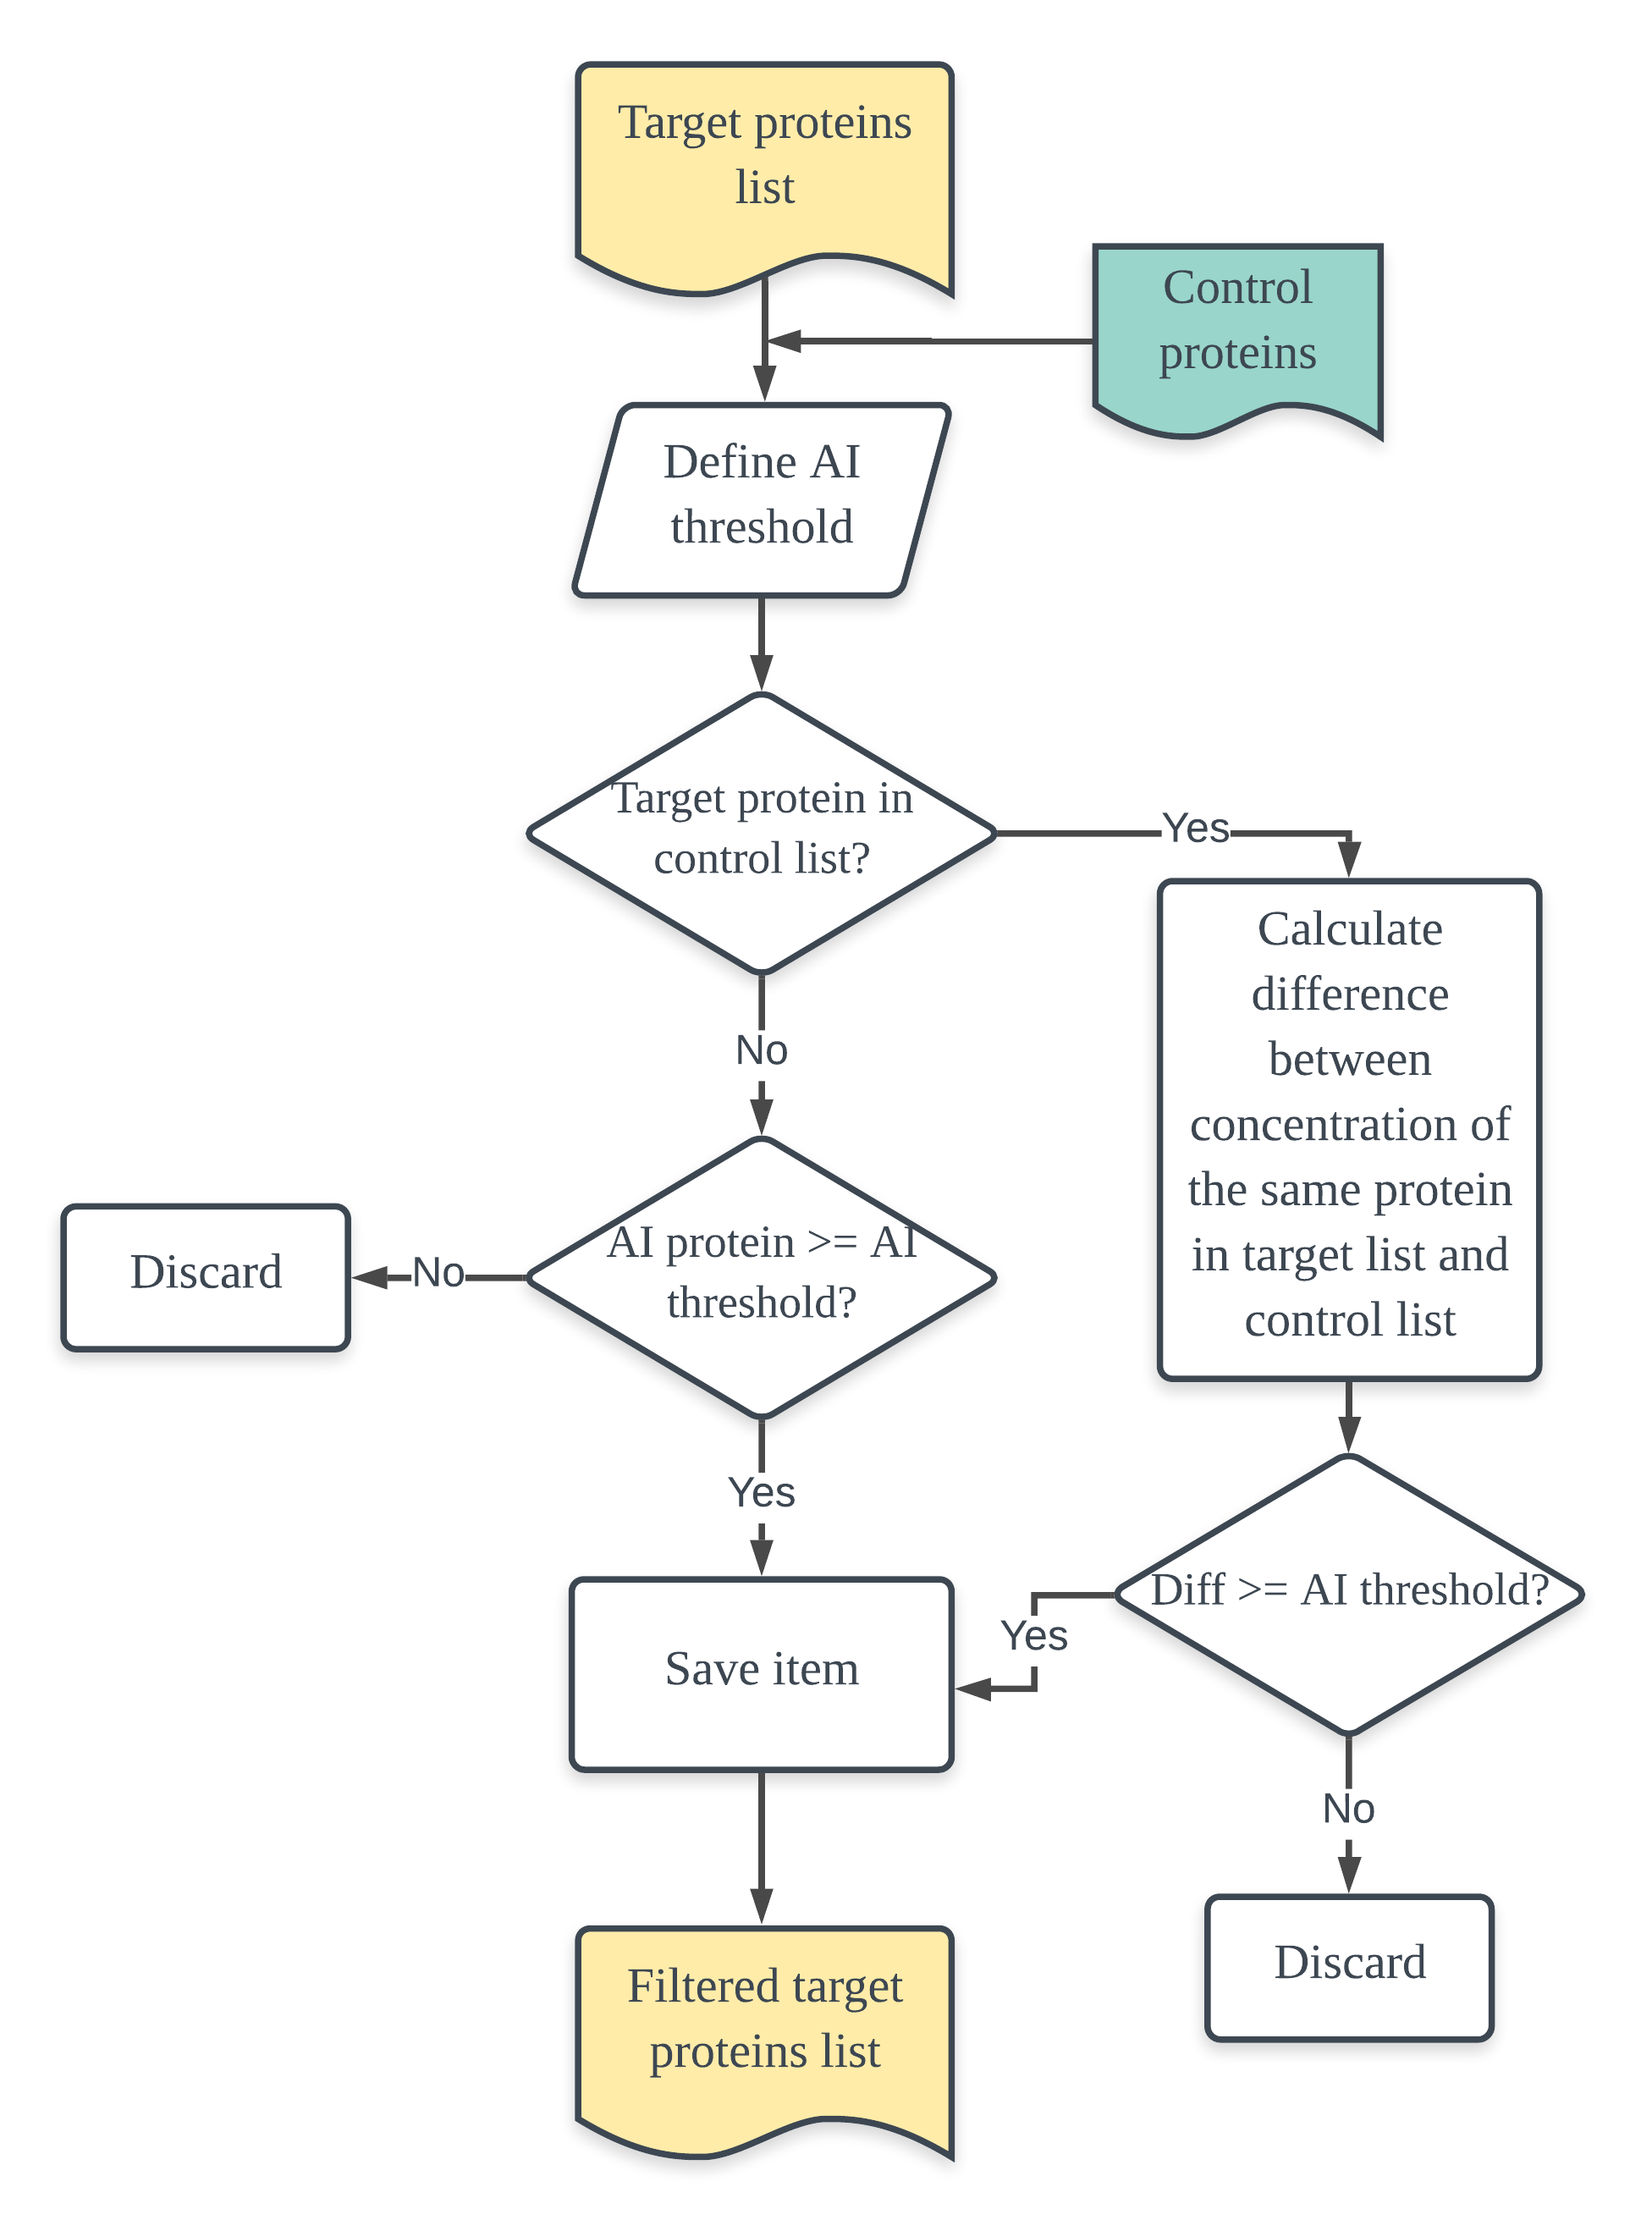 Target proteins
list
Control
proteins
Define AI
threshold
Target protein in
control list?
Yes
Calculate
difference
between
concentration of
the same protein
in target list and
control list
No
AI protein >= AI
threshold?
No
Discard
Yes
Diff >= AI threshold?
Yes
Save item
No
Discard
Filtered target
proteins list